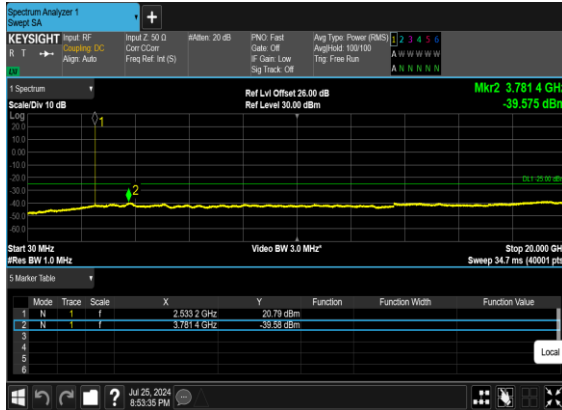 Spectrum Analyzer 1
Swept SA
+
KEYSIGHT Input: RF Input Z: 50 Ω #Atten: 20 dB PNO: Fast Avg Type: Power (RMS) 1 2 3 4 5 6
R T Coupling: DC Corr CCorr Gate: Off Avg|Hold: 100/100 A W W W W W
Align: Auto Freq Ref: Int (S) IF Gain: Low Trig: Free Run
Sig Track: Off A N N N N N
1 Spectrum Ref Lvl Offset 26.00 dB Mkr2 3.781 4 GHz
Scale/Div 10 dB Ref Level 30.00 dBm -39.575 dBm
Log
1
20.0
10.0
0.00
-10.0
-20.0
DL1 -25.00 dBm
-30.0
2
-40.0
-50.0
-60.0
Start 30 MHz Video BW 3.0 MHz* Stop 20.000 GH
#Res BW 1.0 MHz Sweep 34.7 ms (40001 pts
5 Marker Table
Mode Trace Scale X Y Function Function Width Function Value
1 N 1 f 2.533 2 GHz 20.79 dBm
2 N 1 f 3.781 4 GHz -39.58 dBm
3
4
5
6
Local
? Jul 25, 2024
8:53:35 PM